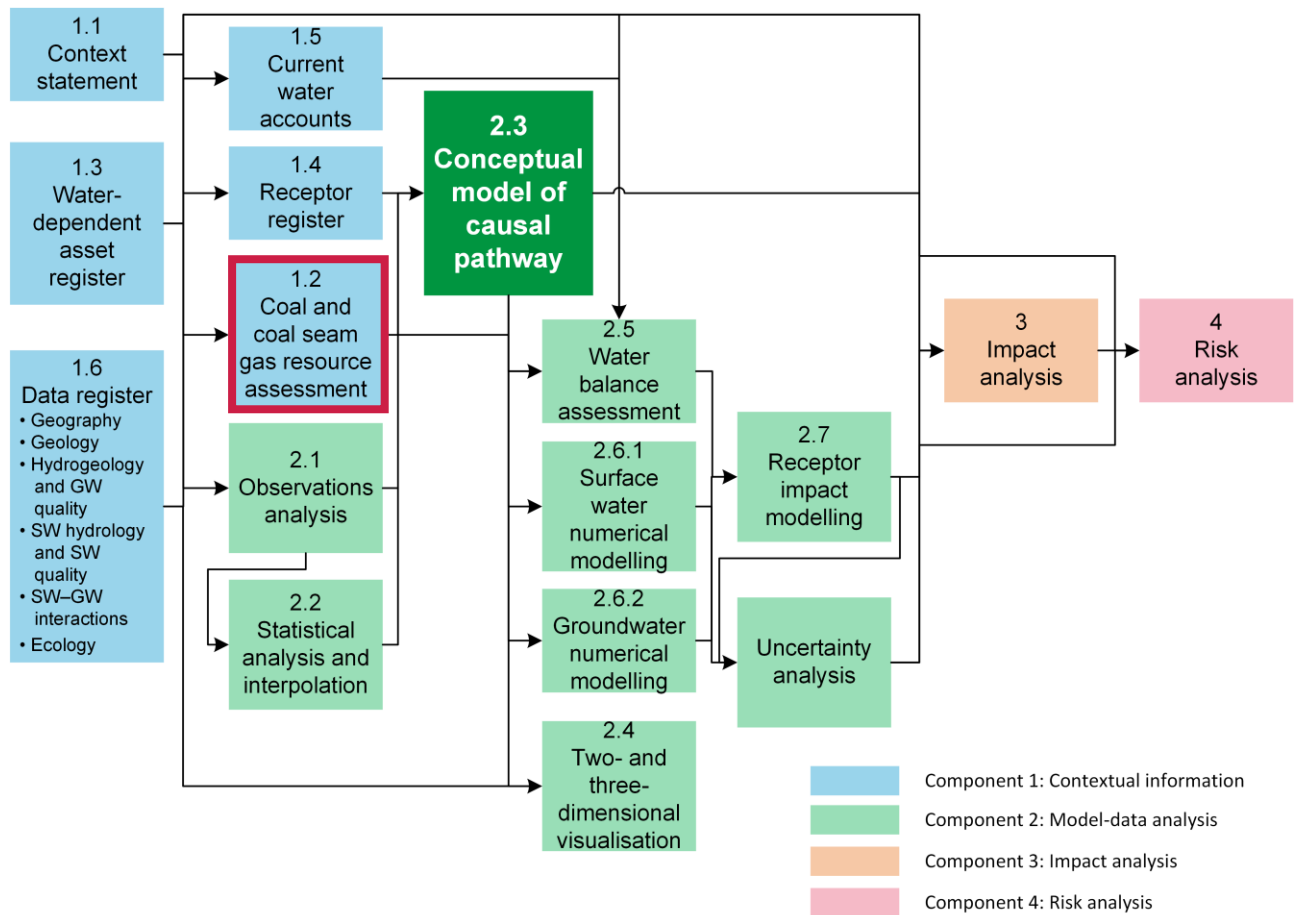 1.1
Context
statement
1.5
Current
water
accounts
1.3
Water-
dependent
asset
register
1.4
Receptor
register
2.3
Conceptual
model of
causal
pathway
1.2
Coal and
coal seam
gas resource
assessment
1.6
Data register
• Geography
• Geology
• Hydrogeology
and GW
quality
• SW hydrology
and SW
quality
• SW–GW
interactions
• Ecology
2.1
Observations
analysis
2.2
Statistical
analysis and
interpolation
2.5
Water
balance
assessment
2.6.1
Surface
water
numerical
modelling
2.6.2
Groundwater
numerical
modelling
2.4
Two- and
three-
dimensional
visualisation
2.7
Receptor
impact
modelling
Uncertainty
analysis
3
Impact
analysis
4
Risk
analysis
Component 1: Contextual information
Component 2: Model-data analysis
Component 3: Impact analysis
Component 4: Risk analysis